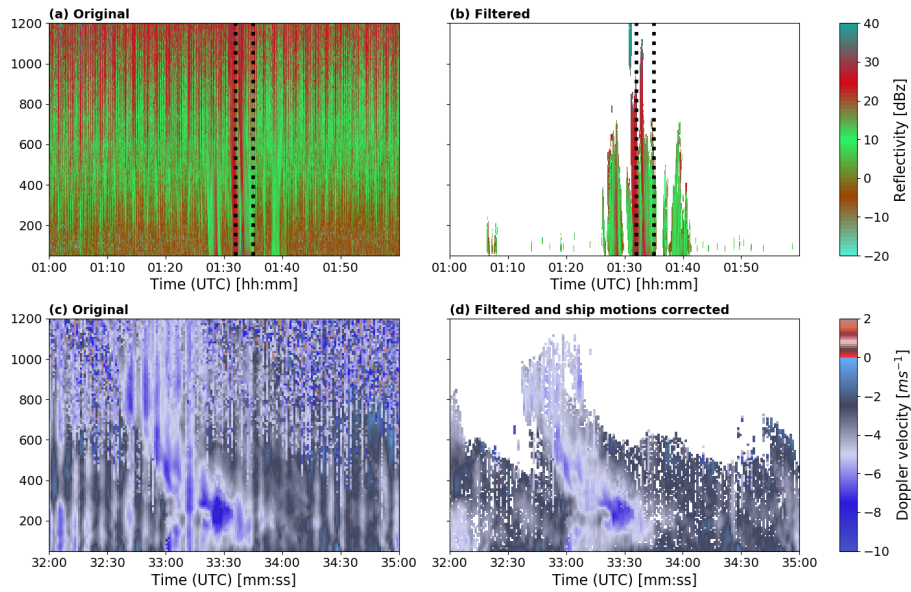 (a) Original
(b) Filtered
1200
1000
800
600
400
200
01:00 01:10 01:20 01:30 01:40 01:50
Time (UTC) [hh:mm]
01:00 01:10 01:20 01:30 01:40 01:50
Time (UTC) [hh:mm]
40
30
20
10
0
−10
−20
Reflectivity [dBz]
(c) Original
(d) Filtered and ship motions corrected
1200
1000
800
600
400
200
32:00 32:30 33:00 33:30 34:00 34:30 35:00
Time (UTC) [mm:ss]
32:00 32:30 33:00 33:30 34:00 34:30 35:00
Time (UTC) [mm:ss]
2
0
−2
−4
−6
−8
−10
Doppler velocity [ms⁻¹]